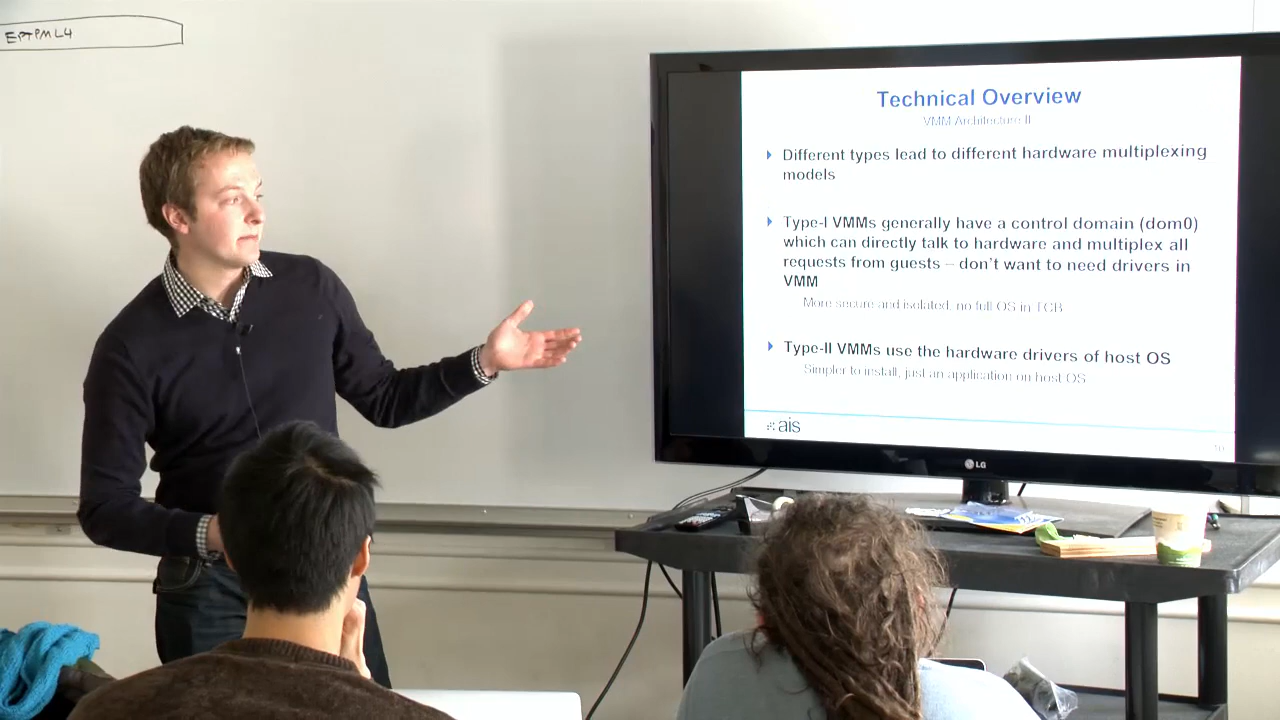 EPTPML4
Technical Overview
VMM Architecture II
Different types lead to different hardware multiplexing
models
Type-I VMMs generally have a control domain (dom0)
which can directly talk to hardware and multiplex all
requests from guests – don't want to need drivers in
VMM
More secure and isolated, no full OS in TCB
Type-II VMMs use the hardware drivers of host OS
Simpler to install, just an application on host OS
ais
10
LG